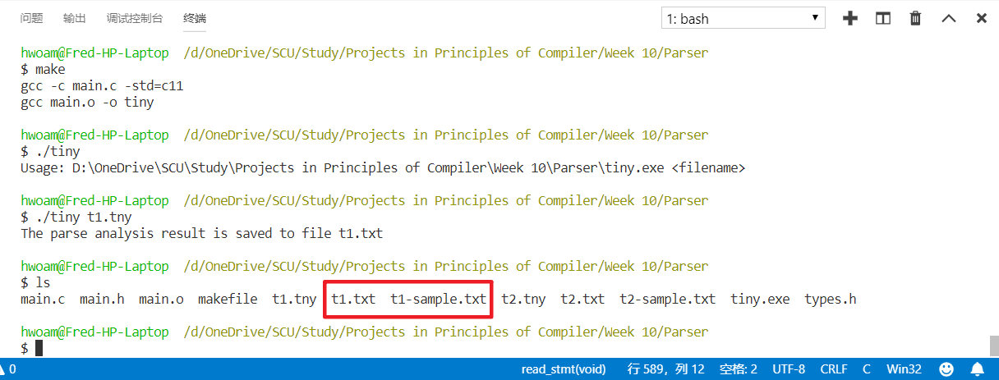 问题 输出 调试控制台 终端 1: bash
hwoam@Fred-HP-Laptop /d/OneDrive/SCU/Study/Projects in Principles of Compiler/Week 10/Parser
$ make
gcc -c main.c -std=c11
gcc main.o -o tiny
hwoam@Fred-HP-Laptop /d/OneDrive/SCU/Study/Projects in Principles of Compiler/Week 10/Parser
$ ./tiny
Usage: D:\OneDrive\SCU\Study\Projects in Principles of Compiler\Week 10\Parser\tiny.exe <filename>
hwoam@Fred-HP-Laptop /d/OneDrive/SCU/Study/Projects in Principles of Compiler/Week 10/Parser
$ ./tiny t1.tny
The parse analysis result is saved to file t1.txt
hwoam@Fred-HP-Laptop /d/OneDrive/SCU/Study/Projects in Principles of Compiler/Week 10/Parser
$ ls
main.c main.h main.o makefile t1.tny t1.txt t1-sample.txt t2.tny t2.txt t2-sample.txt tiny.exe types.h
hwoam@Fred-HP-Laptop /d/OneDrive/SCU/Study/Projects in Principles of Compiler/Week 10/Parser
$
0 read_stmt(void) 行 589，列 12 空格: 2 UTF-8 CRLF C Win32